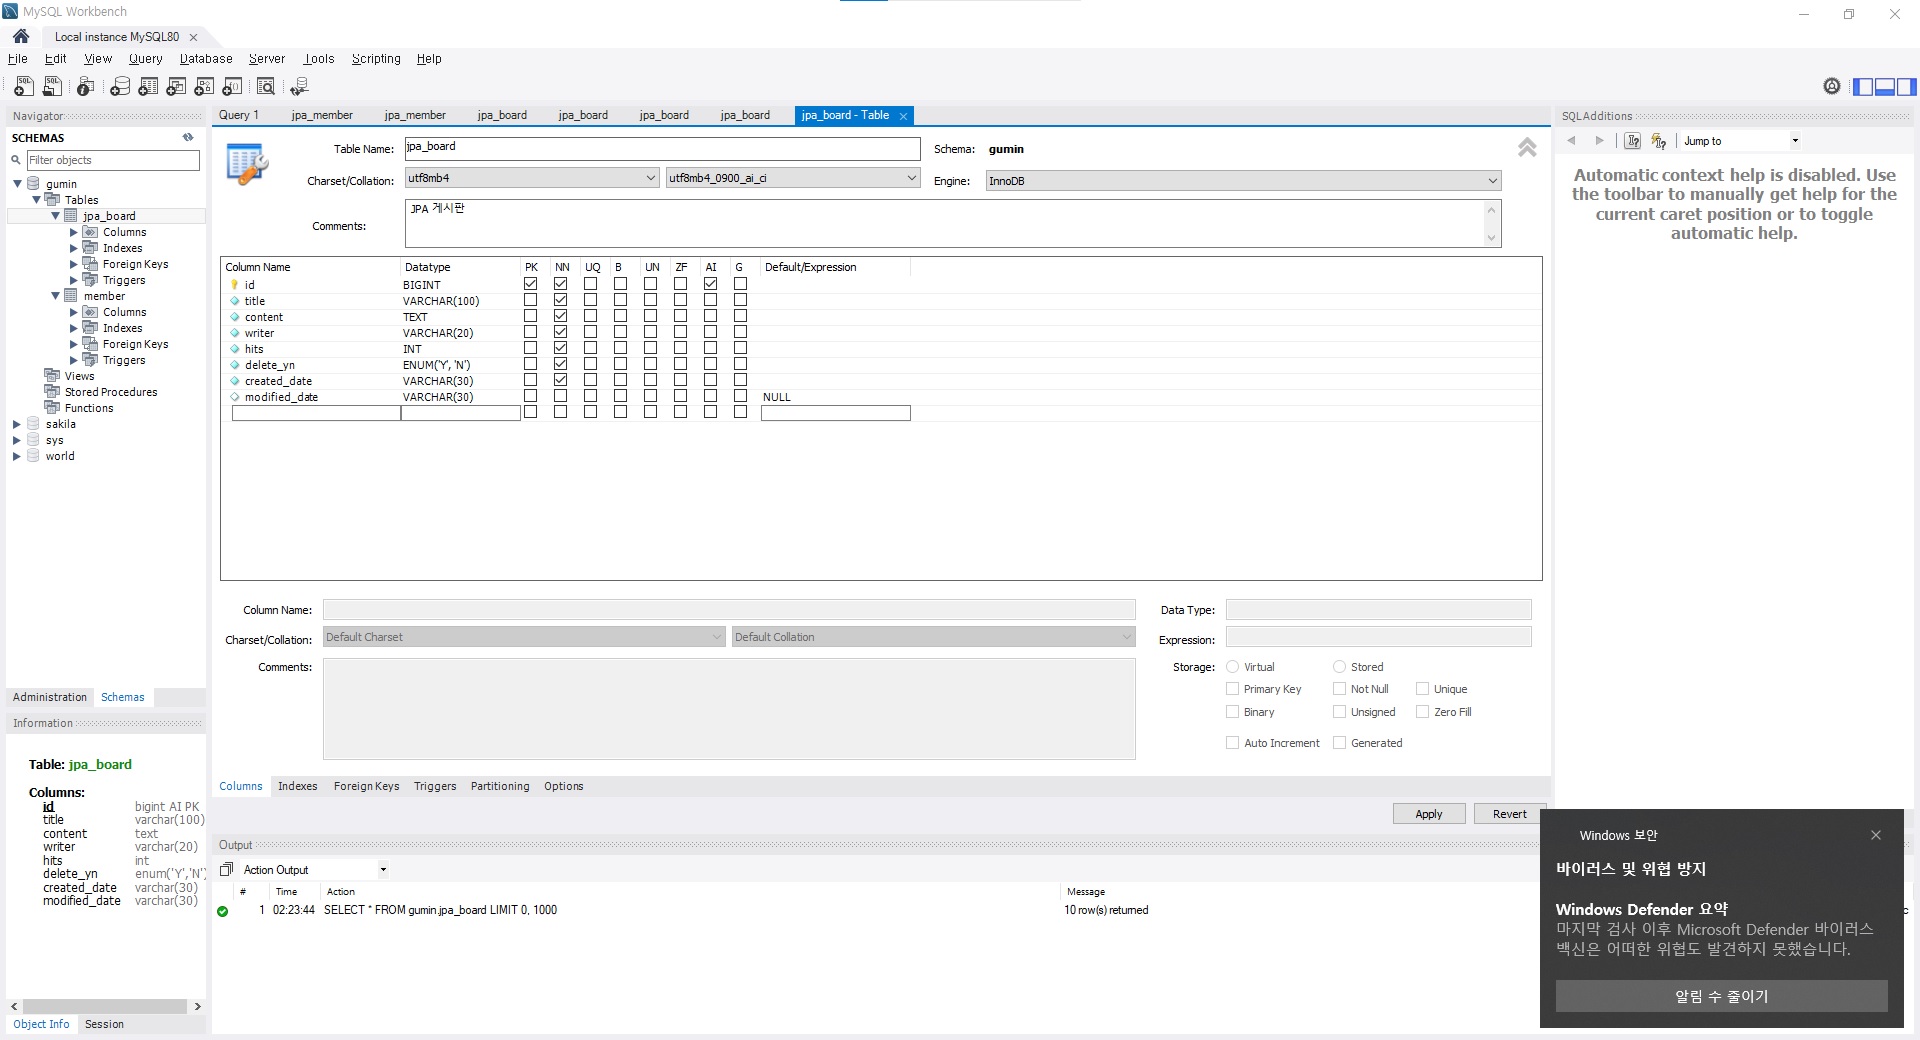 MySQL Workbench
Local instance MySQL80
File Edit View Query Database Server Tools Scripting Help
Navigator
SCHEMAS
Filter objects
gumin
Tables
jpa_board
Columns
Indexes
Foreign Keys
Triggers
member
Columns
Indexes
Foreign Keys
Triggers
Views
Stored Procedures
Functions
sakila
sys
world
Administration Schemas
Information
Table: jpa_board
Columns:
id bigint AI PK
title varchar(100)
content text
writer varchar(20)
hits int
delete_yn enum('Y','N')
created_date varchar(30)
modified_date varchar(30)
Object Info Session
Query 1 jpa_member jpa_member jpa_board jpa_board jpa_board jpa_board jpa_board - Table
Table Name: jpa_board Schema: gumin
Charset/Collation: utf8mb4 utf8mb4_0900_ai_ci Engine: InnoDB
Comments: JPA 게시판
Column Name Datatype PK NN UQ B UN ZF AI G Default/Expression
id BIGINT
title VARCHAR(100)
content TEXT
writer VARCHAR(20)
hits INT
delete_yn ENUM('Y', 'N')
created_date VARCHAR(30)
modified_date VARCHAR(30) NULL
Column Name: Data Type:
Charset/Collation: Default Charset Default Collation Expression:
Comments: Storage: Virtual Stored
Primary Key Not Null Unique
Binary Unsigned Zero Fill
Auto Increment Generated
Columns Indexes Foreign Keys Triggers Partitioning Options
Apply Revert
Output
Action Output
# Time Action Message
1 02:23:44 SELECT * FROM gumin.jpa_board LIMIT 0, 1000 10 row(s) returned
SQLAdditions
Jump to
Automatic context help is disabled. Use
the toolbar to manually get help for the
current caret position or to toggle
automatic help.
Windows 보안
바이러스 및 위협 방지
Windows Defender 요약
마지막 검사 이후 Microsoft Defender 바이러스
백신은 어떠한 위협도 발견하지 못했습니다.
알림 수 줄이기